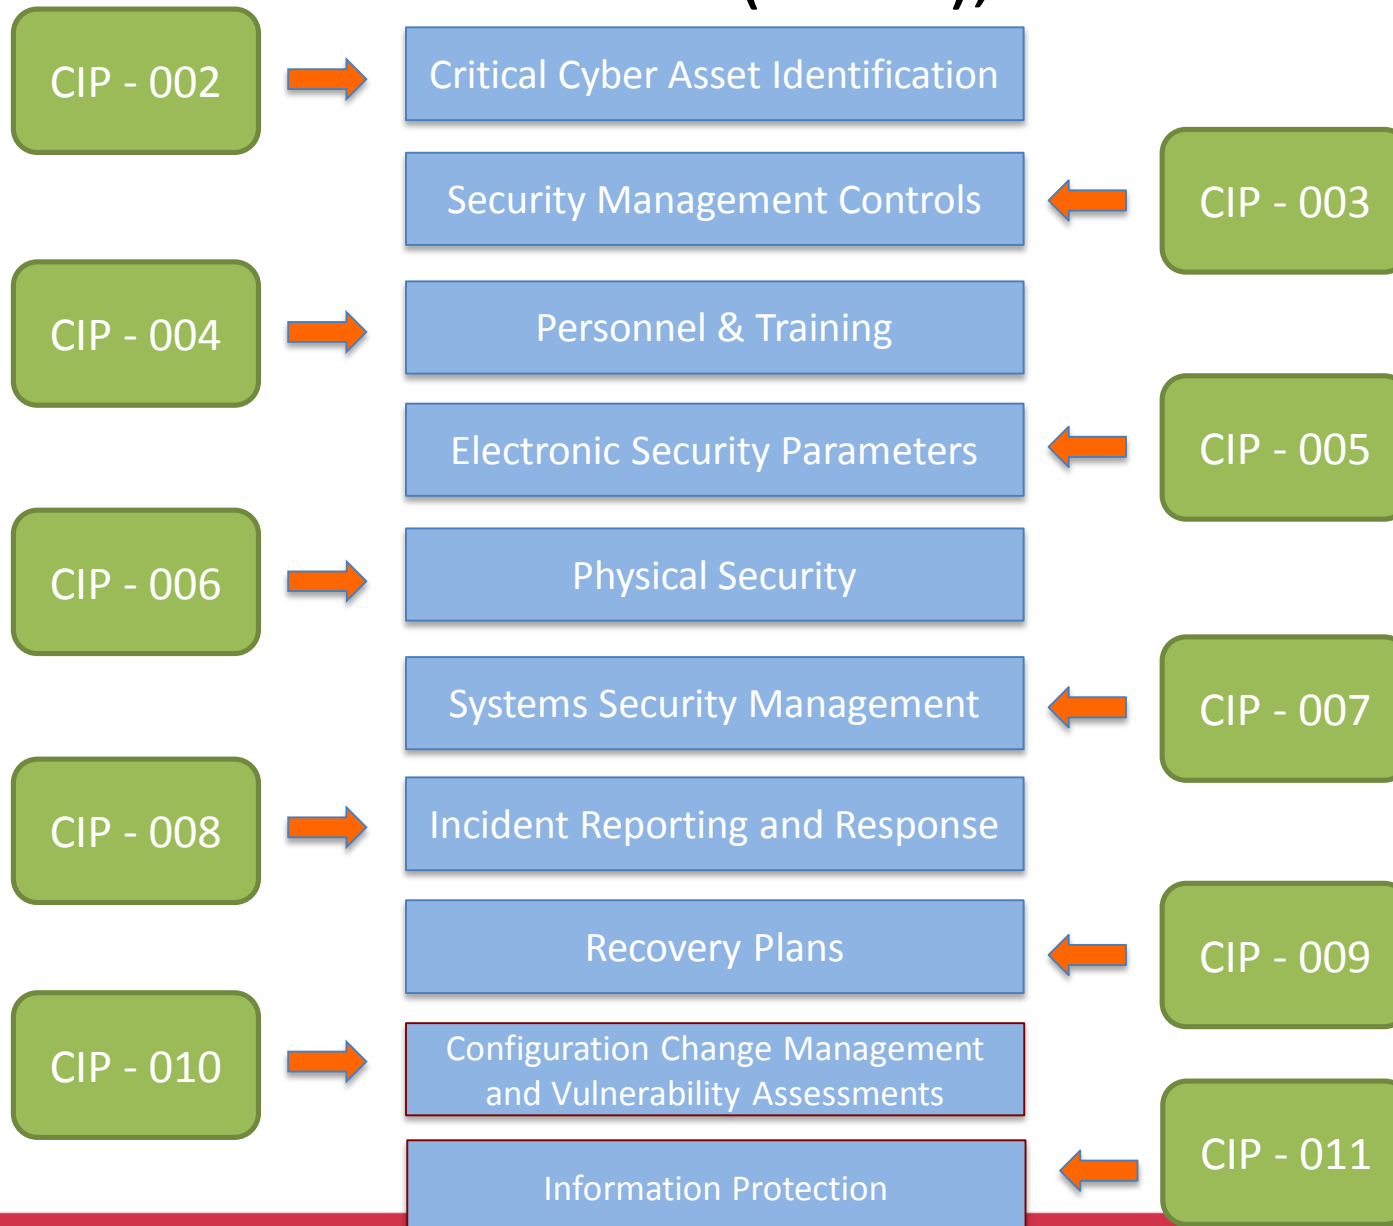 CIP - 002
Critical Cyber Asset Identification
Security Management Controls
CIP - 003
CIP - 004
Personnel & Training
Electronic Security Parameters
CIP - 005
CIP - 006
Physical Security
Systems Security Management
CIP - 007
CIP - 008
Incident Reporting and Response
Recovery Plans
CIP - 009
CIP - 010
Configuration Change Management
and Vulnerability Assessments
CIP - 011
Information Protection